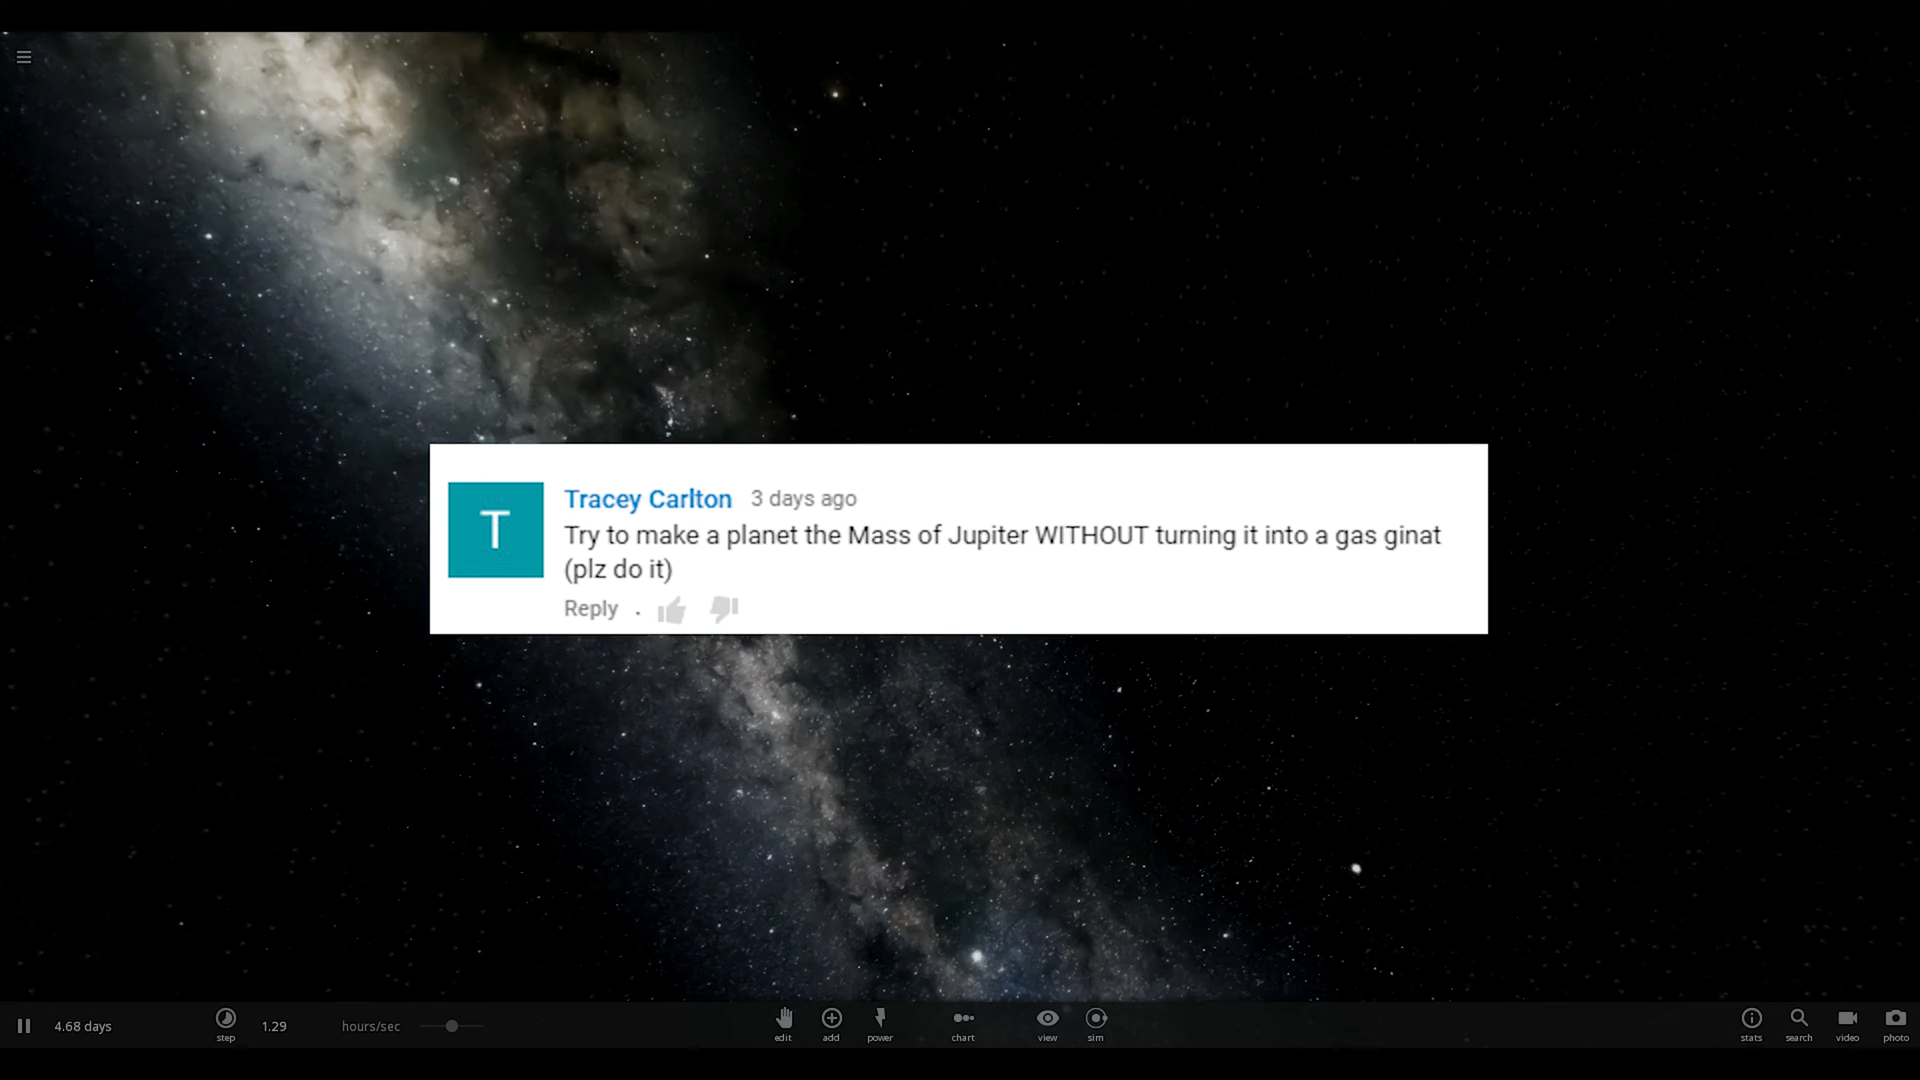 T
Tracey Carlton 3 days ago
Try to make a planet the Mass of Jupiter WITHOUT turning it into a gas ginat
(plz do it)
Reply .
4.68 days
step
1.29 hours/sec
edit
add
power
chart
view
sim
stats
search
video
photo